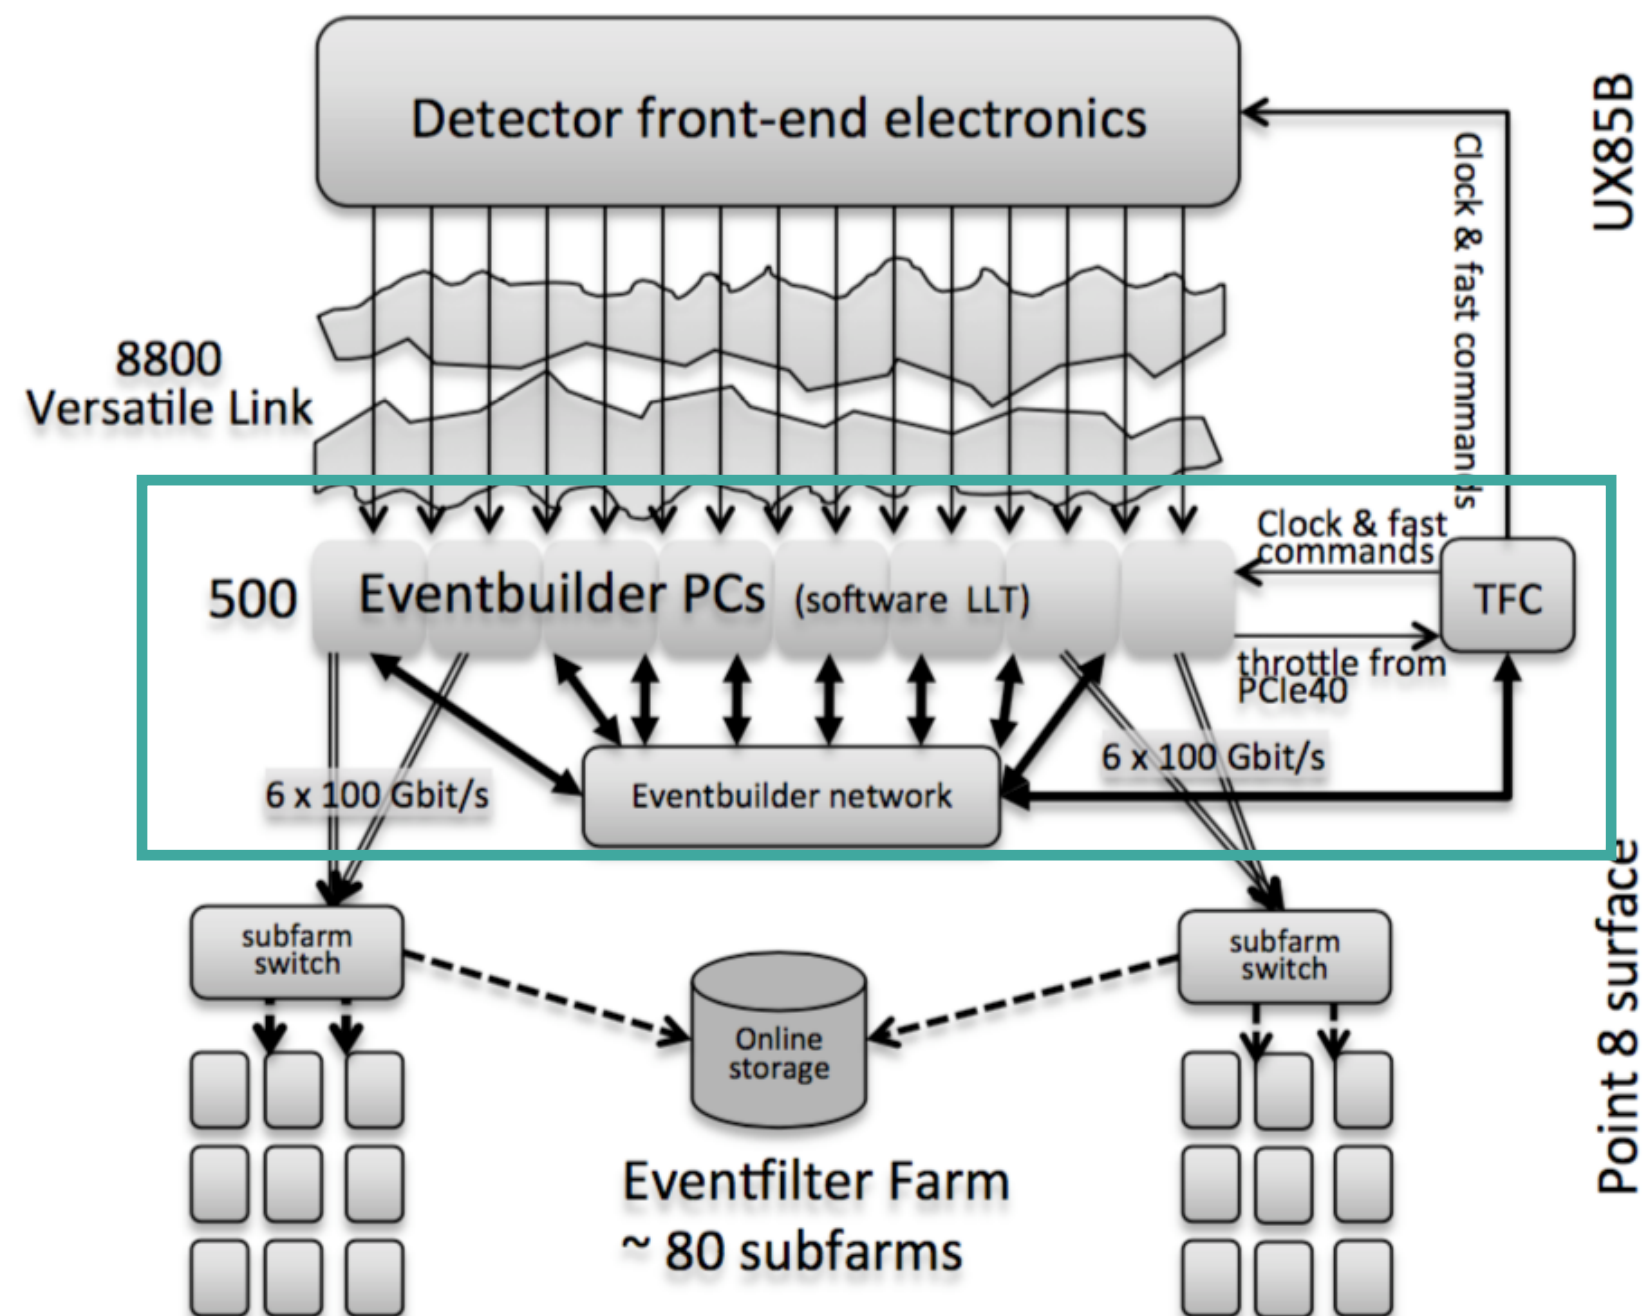 Detector front-end electronics
UX85B
Clock & fast commands
8800
Versatile Link
Clock & fast
commands
500
Eventbuilder PCs (software LLT)
TFC
throttle from
PCIe40
6 x 100 Gbit/s
6 x 100 Gbit/s
Eventbuilder network
Point 8 surface
subfarm
switch
subfarm
switch
Online
storage
Eventfilter Farm
~ 80 subfarms